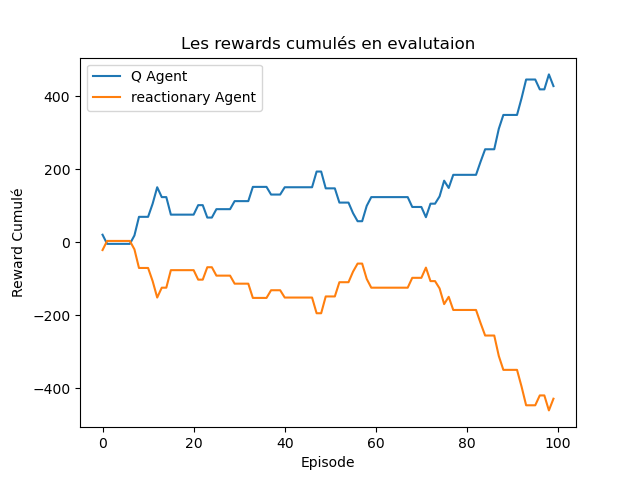 Les rewards cumulés en evalutaion
Q Agent
reactionary Agent
Reward Cumulé
400
200
0
−200
−400
0 20 40 60 80 100
Episode